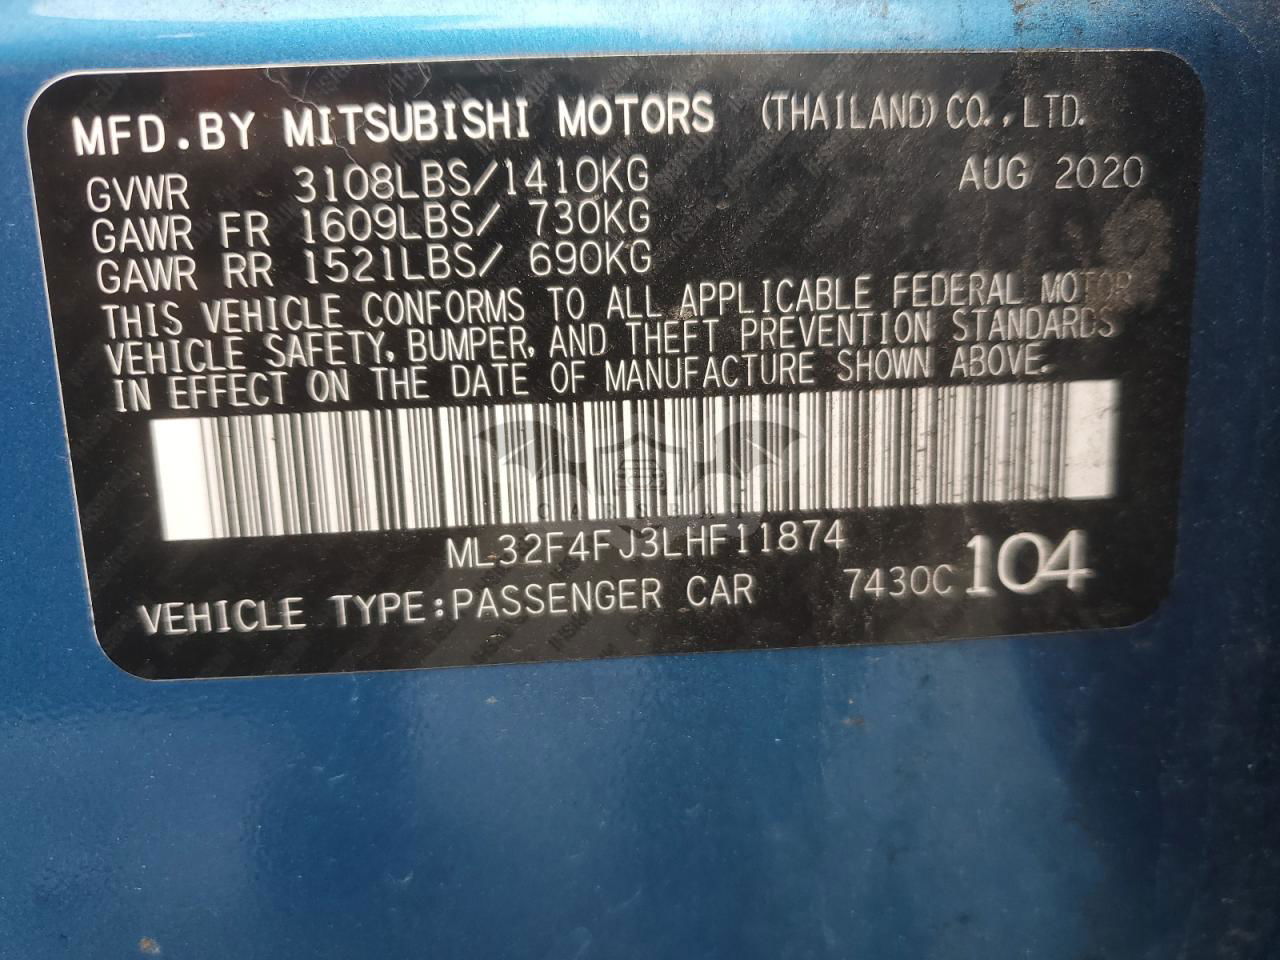 MFD.BY MITSUBISHI MOTORS (THAILAND) CO., LTD.
GVWR 3108LBS/1410KG AUG 2020
GAWR FR 1609LBS/ 730KG
GAWR RR 1521LBS/ 690KG
THIS VEHICLE CONFORMS TO ALL APPLICABLE FEDERAL MOTOR
VEHICLE SAFETY, BUMPER, AND THEFT PREVENTION STANDARDS
IN EFFECT ON THE DATE OF MANUFACTURE SHOWN ABOVE.
ML32F4FJ3LHF11874
VEHICLE TYPE:PASSENGER CAR 7430C 104